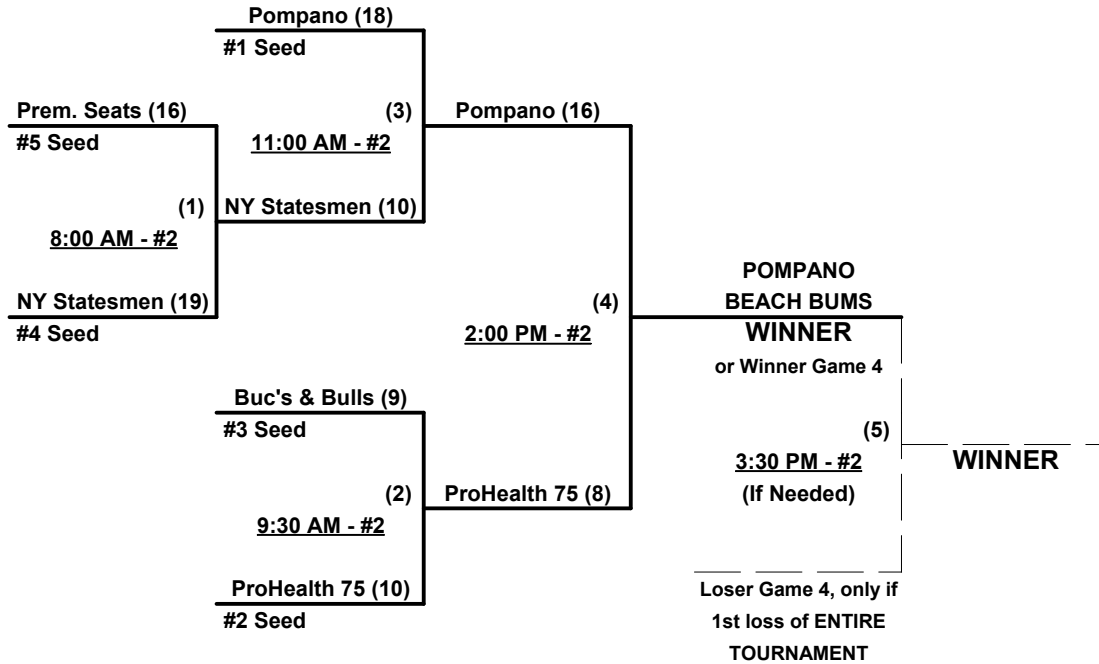 Pompano (18)
#1 Seed
Prem. Seats (16)
#5 Seed
(3)
11:00 AM - #2
Pompano (16)
(1)
8:00 AM - #2
NY Statesmen (10)
NY Statesmen (19)
#4 Seed
(4)
2:00 PM - #2
POMPANO
BEACH BUMS
WINNER
or Winner Game 4
Buc's & Bulls (9)
#3 Seed
(5)
3:30 PM - #2
(If Needed)
WINNER
(2)
9:30 AM - #2
ProHealth 75 (8)
ProHealth 75 (10)
#2 Seed
Loser Game 4, only if
1st loss of ENTIRE
TOURNAMENT